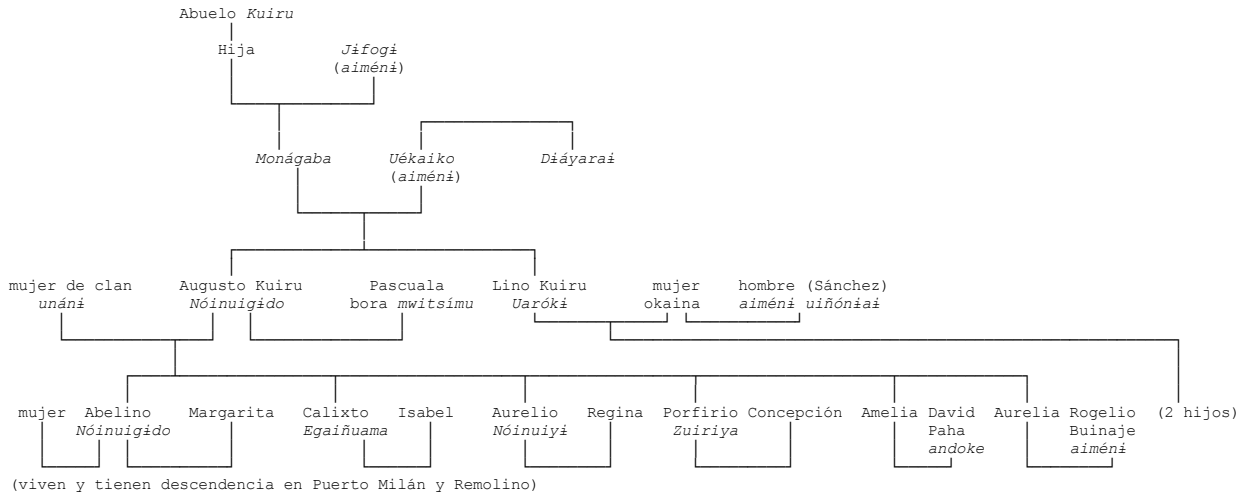 Abuelo Kuiru
Hija Jɨfogɨ
(aiménɨ)
Monágaba Uékaiko Dɨáyaraɨ
(aiménɨ)
mujer de clan Augusto Kuiru Pascuala Lino Kuiru mujer hombre (Sánchez)
unánɨ Nóinuigɨdo bora mwitsímu Uarókɨ okaina aiménɨ uiñónɨaɨ
mujer Abelino Margarita Calixto Isabel Aurelio Regina Porfirio Concepción Amelia David Aurelia Rogelio (2 hijos)
Nóinuigɨdo Egaiñuama Nóinuiyɨ Zuiriya Paha Buinaje
andoke aiménɨ
(viven y tienen descendencia en Puerto Milán y Remolino)